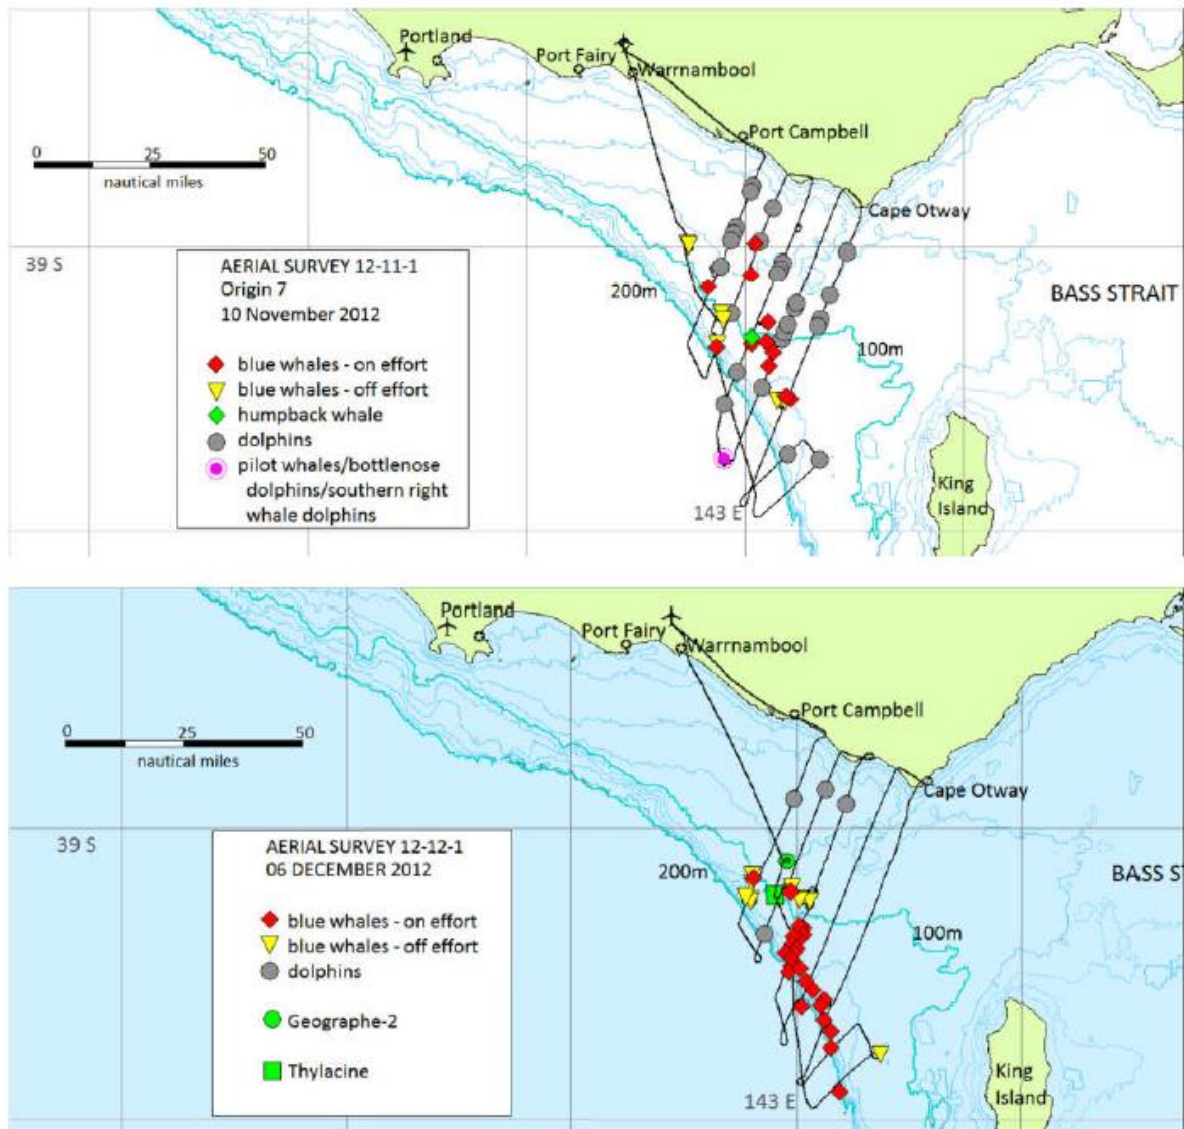 Portland
Port Fairy
Warrnambool
Port Campbell
Cape Otway
0 25 50
nautical miles
39 S
AERIAL SURVEY 12-11-1
Origin 7
10 November 2012
blue whales - on effort
blue whales - off effort
humpback whale
dolphins
pilot whales/bottlenose
dolphins/southern right
whale dolphins
200m
BASS STRAIT
100m
King
Island
143 E
Portland
Port Fairy
Warrnambool
Port Campbell
Cape Otway
0 25 50
nautical miles
39 S
AERIAL SURVEY 12-12-1
06 DECEMBER 2012
blue whales - on effort
blue whales - off effort
dolphins
Geographe-2
Thylacine
200m
BASS S
100m
King
Island
143 E